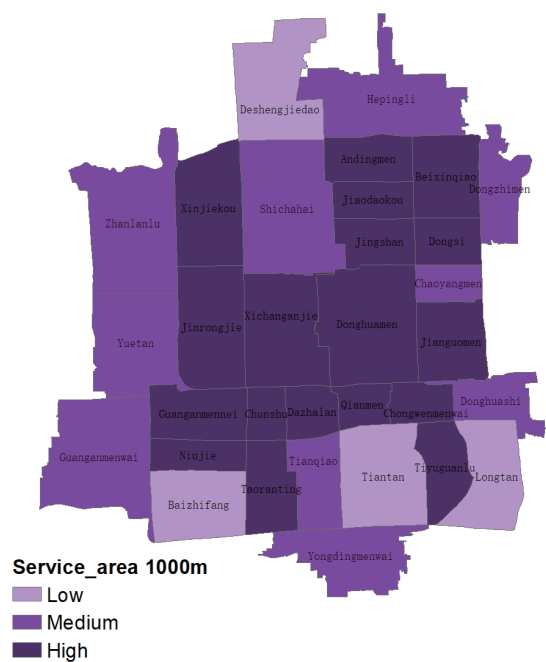 Hepingli
Deshengjiedao
Andingmen
Beixinqiao
Dongzhimen
Xinjiekou
Shichahai
Jiaodaokou
Zhanlanlu
Jingshan
Dongsi
Chaoyangmen
Xichanganjie
Jinrongjie
Donghuamen
Yuetan
Jianguomen
Qianmen
Donghuashi
Guanganmennei
Chunshu
Dazhalan
Chongwenmenwai
Guanganmenwai
Niujie
Tianqiao
Tiyuguanlu
Taoranting
Tiantan
Longtan
Baizhifang
Yongdingmenwai
Service_area 1000m
Low
Medium
High